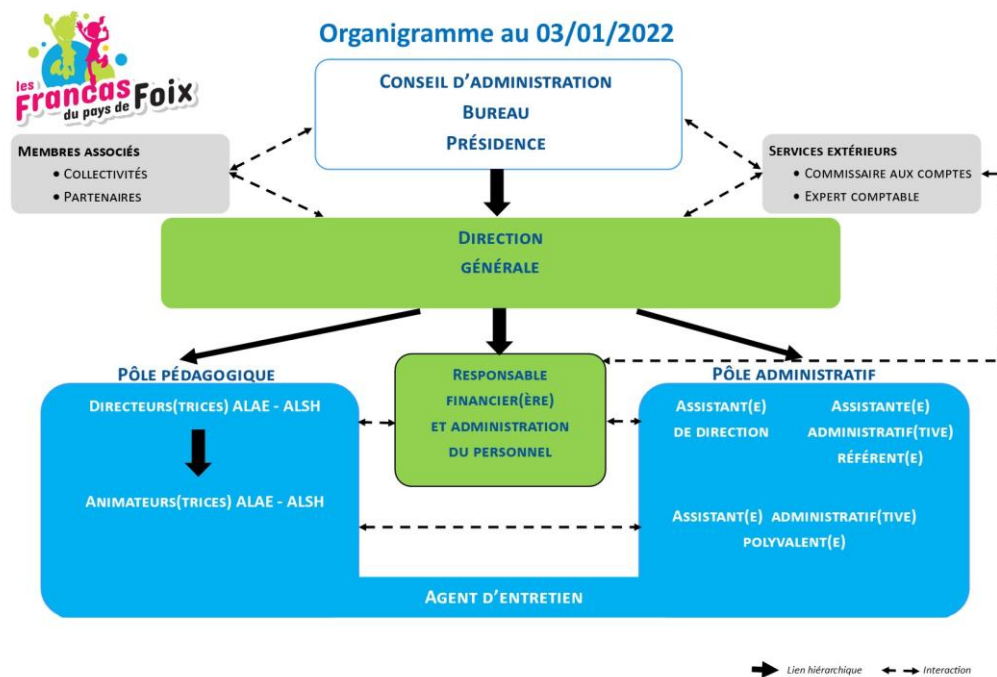 les
Francas
du pays de Foix
Organigramme au 03/01/2022
CONSEIL D'ADMINISTRATION
BUREAU
PRÉSIDENCE
MEMBRES ASSOCIÉS
• COLLECTIVITÉS
• PARTENAIRES
SERVICES EXTÉRIEURS
• COMMISSAIRE AUX COMPTES
• EXPERT COMPTABLE
DIRECTION
GÉNÉRALE
PÔLE PÉDAGOGIQUE
DIRECTEURS(TRICES) ALAE - ALSH
ANIMATEURS(TRICES) ALAE - ALSH
RESPONSABLE
FINANCIER(ÈRE)
ET ADMINISTRATION
DU PERSONNEL
PÔLE ADMINISTRATIF
ASSISTANT(E)
DE DIRECTION
ASSISTANTE(E)
ADMINISTRATIF(TIVE)
RÉFÉRENT(E)
ASSISTANT(E) ADMINISTRATIF(TIVE)
POLYVALENT(E)
AGENT D'ENTRETIEN
Lien hiérarchique
Interaction